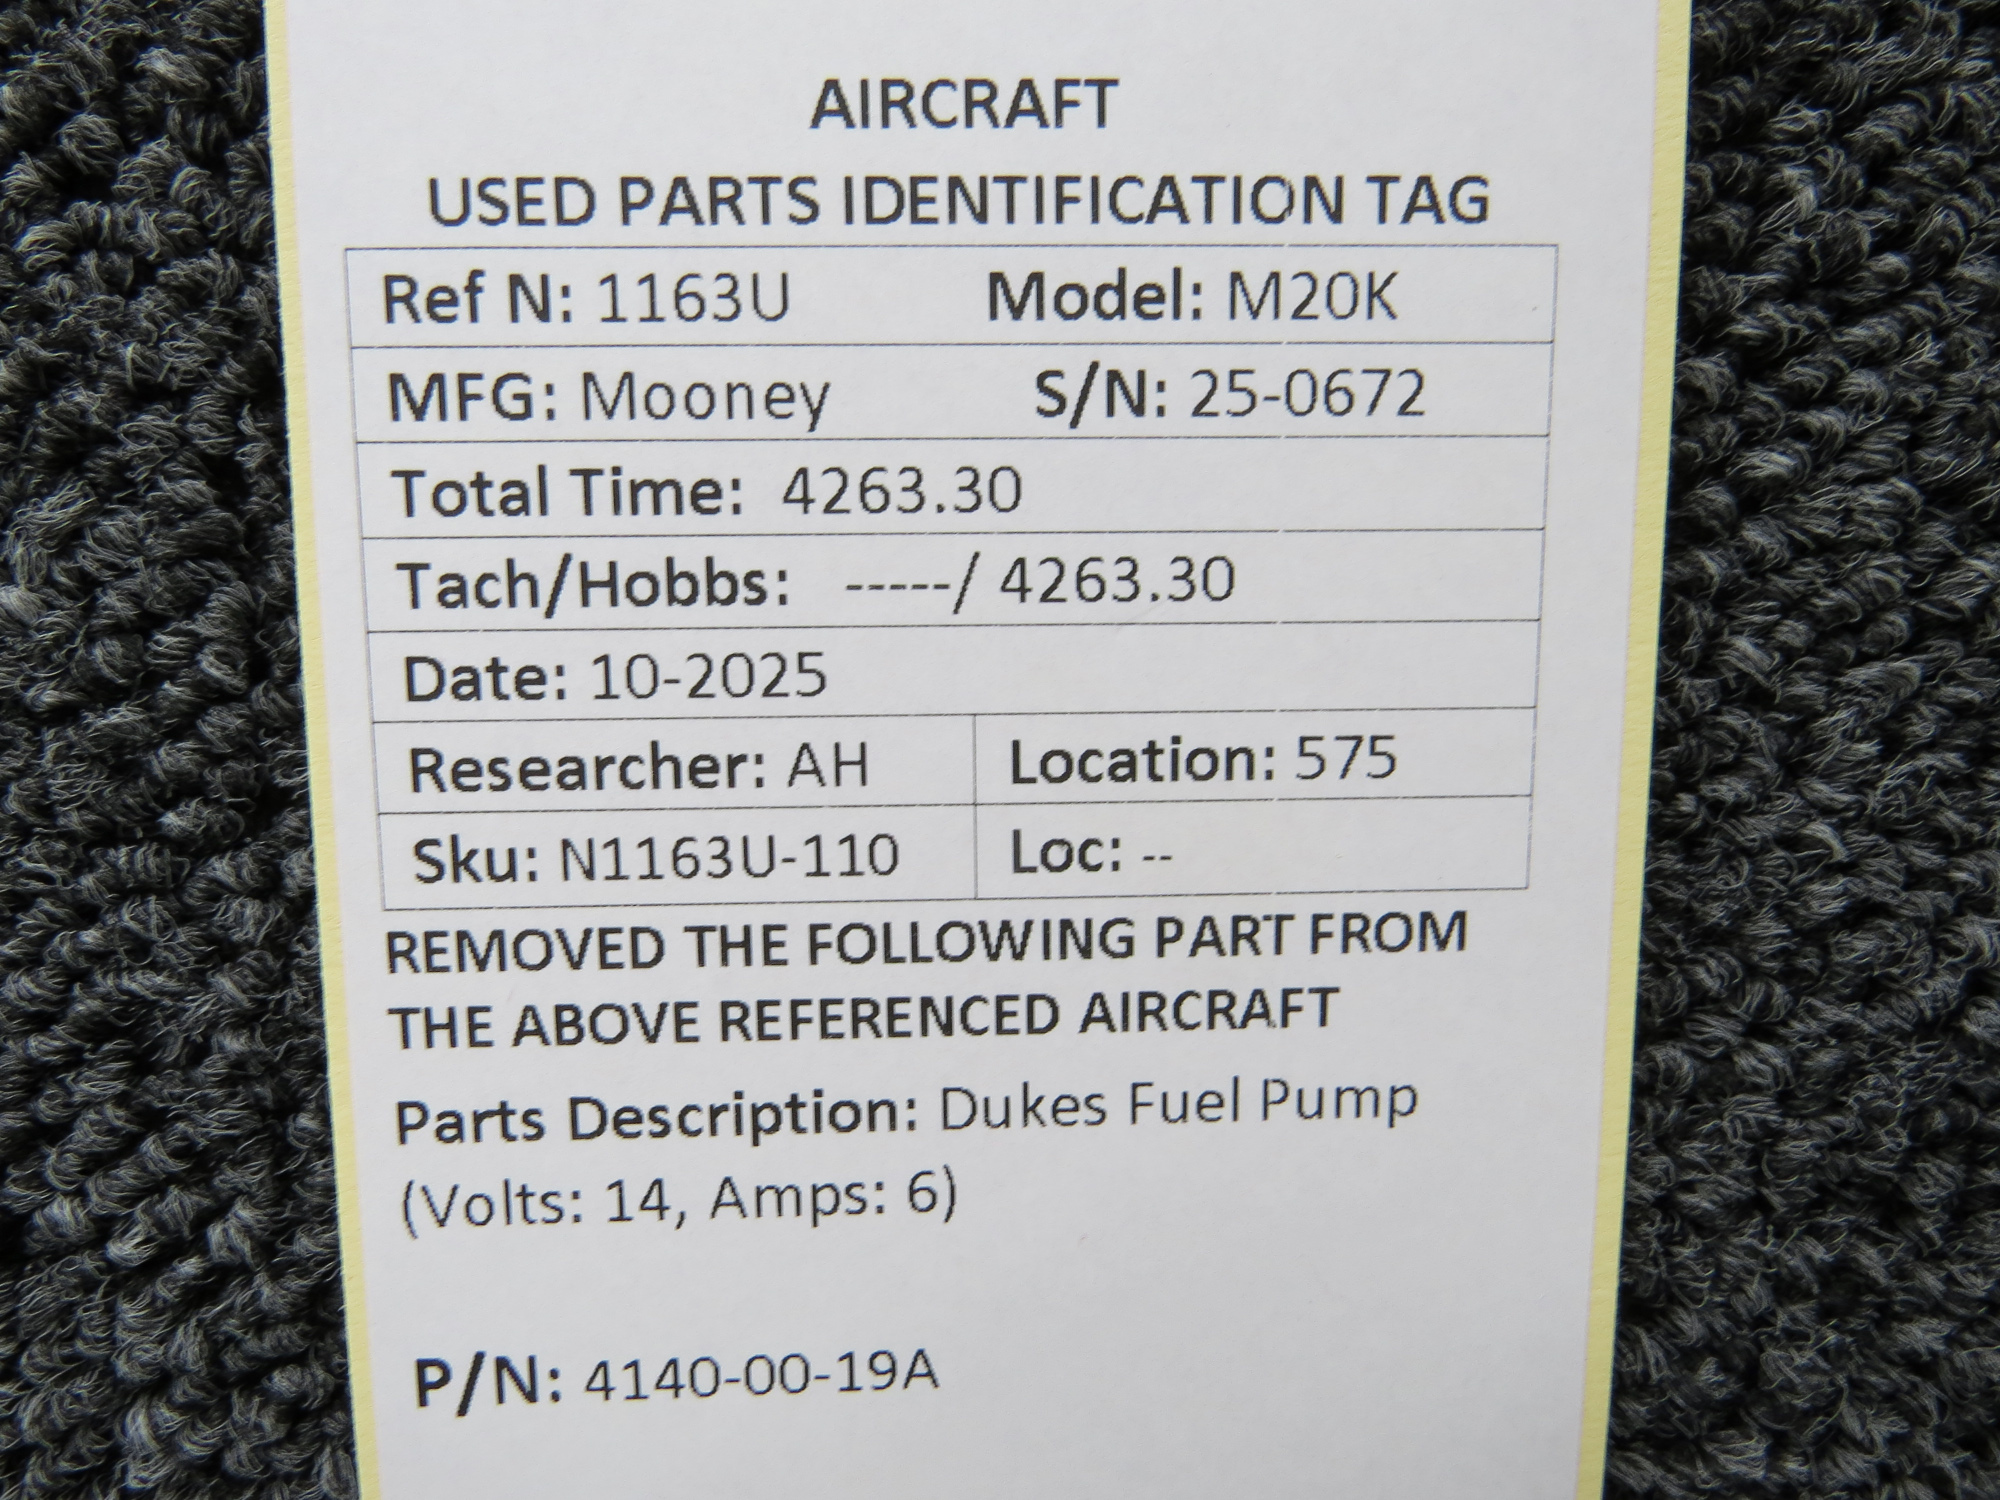 AIRCRAFT
USED PARTS IDENTIFICATION TAG
Ref N: 1163U Model: M20K
MFG: Mooney S/N: 25-0672
Total Time: 4263.30
Tach/Hobbs: -----/ 4263.30
Date: 10-2025
Researcher: AH Location: 575
Sku: N1163U-110 Loc: --
REMOVED THE FOLLOWING PART FROM
THE ABOVE REFERENCED AIRCRAFT
Parts Description: Dukes Fuel Pump
(Volts: 14, Amps: 6)
P/N: 4140-00-19A